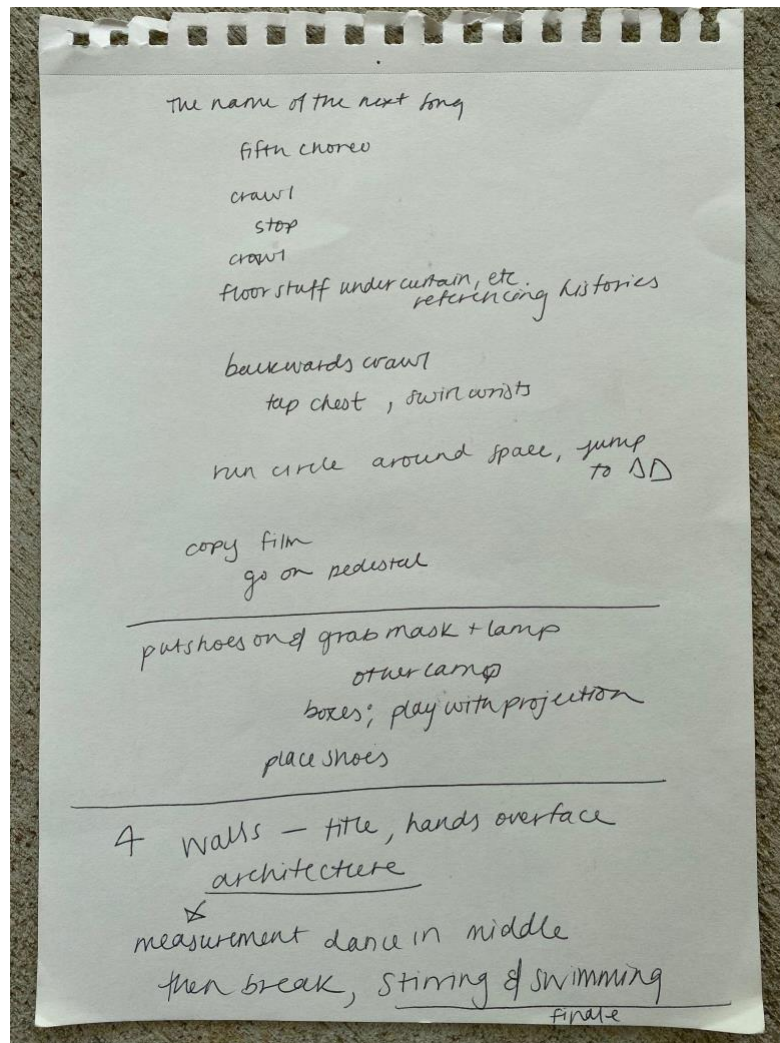 The name of the next song
fifth choreo
crawl
stop
crawl
floor stuff under curtain, etc.
referencing histories
backwards crawl
tap chest, swirl wrists
run circle around space, jump
to
copy film
go on pedestal
put shoes on & grab mask + lamp
other lamp
boxes; play with projection
place shoes
4 walls — title, hands over face
architecture
measurement dance in middle
then break, stirring & swimming
finale